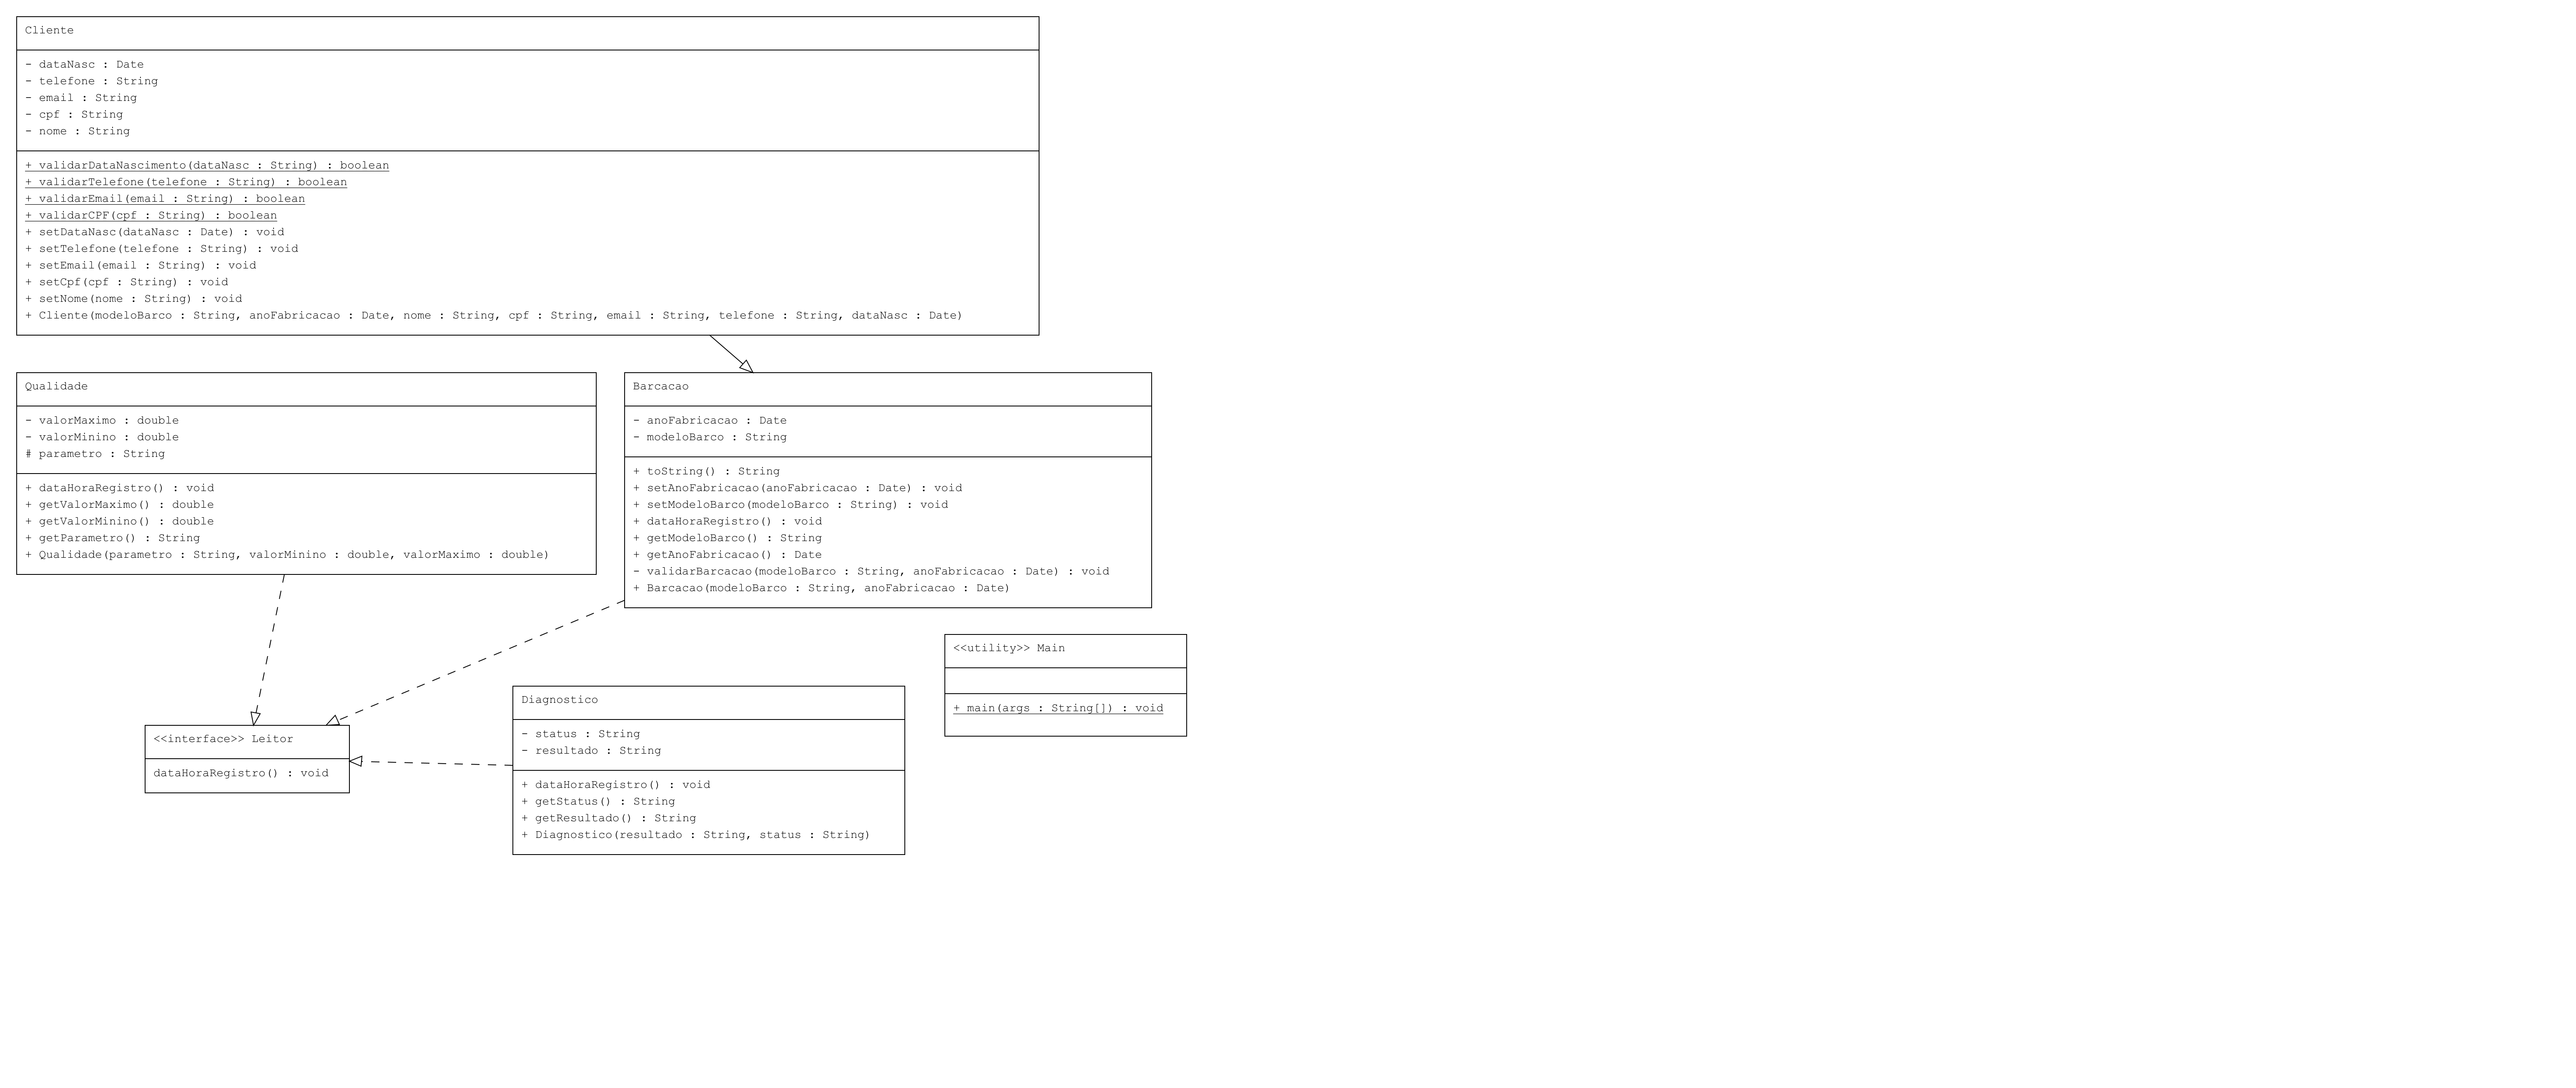 Cliente
- dataNasc : Date
- telefone : String
- email : String
- cpf : String
- nome : String
+ validarDataNascimento(dataNasc : String) : boolean
+ validarTelefone(telefone : String) : boolean
+ validarEmail(email : String) : boolean
+ validarCPF(cpf : String) : boolean
+ setDataNasc(dataNasc : Date) : void
+ setTelefone(telefone : String) : void
+ setEmail(email : String) : void
+ setCpf(cpf : String) : void
+ setNome(nome : String) : void
+ Cliente(modeloBarco : String, anoFabricacao : Date, nome : String, cpf : String, email : String, telefone : String, dataNasc : Date)
Qualidade
- valorMaximo : double
- valorMinino : double
# parametro : String
+ dataHoraRegistro() : void
+ getValorMaximo() : double
+ getValorMinino() : double
+ getParametro() : String
+ Qualidade(parametro : String, valorMinino : double, valorMaximo : double)
Barcacao
- anoFabricacao : Date
- modeloBarco : String
+ toString() : String
+ setAnoFabricacao(anoFabricacao : Date) : void
+ setModeloBarco(modeloBarco : String) : void
+ dataHoraRegistro() : void
+ getModeloBarco() : String
+ getAnoFabricacao() : Date
- validarBarcacao(modeloBarco : String, anoFabricacao : Date) : void
+ Barcacao(modeloBarco : String, anoFabricacao : Date)
<<utility>> Main
+ main(args : String[]) : void
Diagnostico
- status : String
- resultado : String
+ dataHoraRegistro() : void
+ getStatus() : String
+ getResultado() : String
+ Diagnostico(resultado : String, status : String)
<<interface>> Leitor
dataHoraRegistro() : void